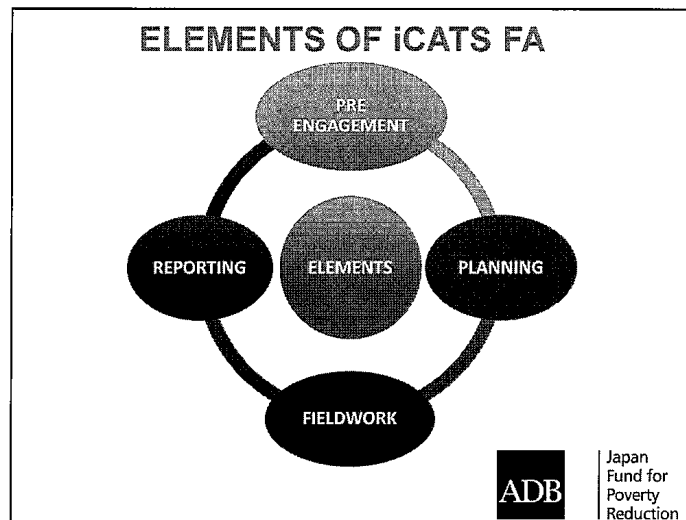 ELEMENTS OF iCATS FA
PRE
ENGAGEMENT
REPORTING
ELEMENTS
PLANNING
FIELDWORK
ADB
Japan
Fund for
Poverty
Reduction